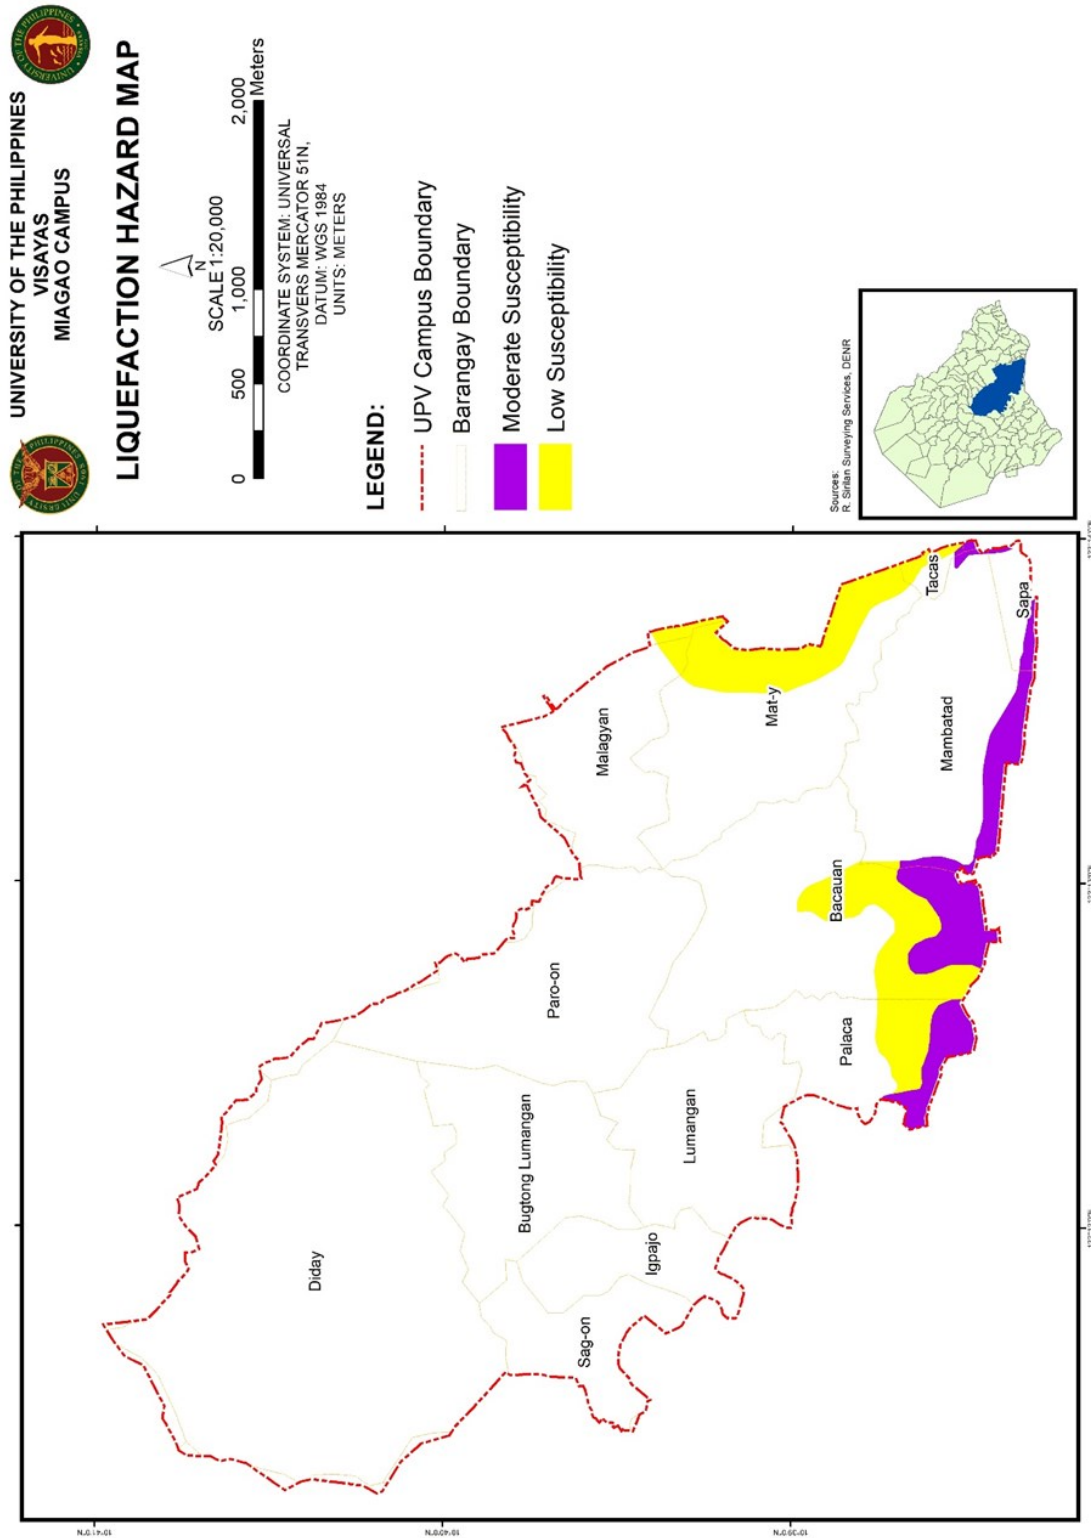 UNIVERSITY OF THE PHILIPPINES
VISAYAS
MIAGAO CAMPUS
LIQUEFACTION HAZARD MAP
N
SCALE 1:20,000
0 500 1,000 2,000
Meters
COORDINATE SYSTEM: UNIVERSAL
TRANSVERS MERCATOR 51N,
DATUM: WGS 1984
UNITS: METERS
LEGEND:
UPV Campus Boundary
Barangay Boundary
Moderate Susceptibility
Low Susceptibility
Sources:
R. Sirilan Surveying Services, DENR
Diday
Paro-on
Malagyan
Bugtong Lumangan
Sag-on
Igpajo
Lumangan
Mat-y
Palaca
Bacauan
Mambatad
Tacas
Sapa